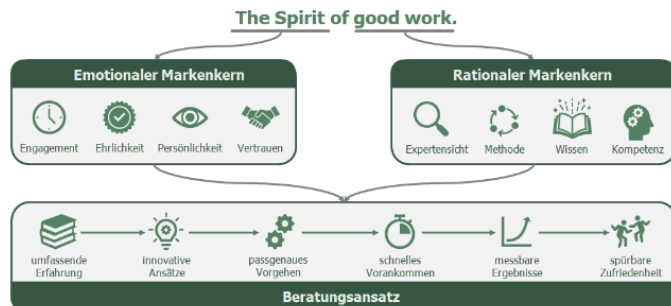 The Spirit of good work.
Emotionaler Markenkern
Engagement
Ehrlichkeit
Persönlichkeit
Vertrauen
Rationaler Markenkern
Expertensicht
Methode
Wissen
Kompetenz
umfassende
Erfahrung
innovative
Ansätze
passgenaues
Vorgehen
schnelles
Vorankommen
messbare
Ergebnisse
spürbare
Zufriedenheit
Beratungsansatz